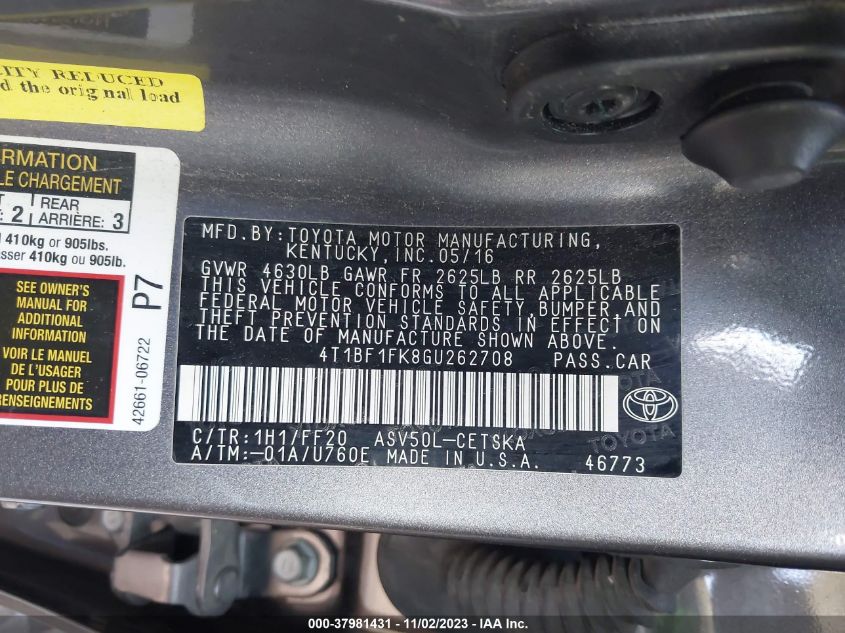 LITY REDUCED
d the original load
RMATION
LE CHARGEMENT
: 2 REAR ARRIÈRE: 3
410kg or 905lbs.
sser 410kg ou 905lb.
SEE OWNER'S
MANUAL FOR
ADDITIONAL
INFORMATION
VOIR LE MANUEL
DE L'USAGER
POUR PLUS DE
RENSEIGNEMENTS
P7
42661-06722
MFD. BY: TOYOTA MOTOR MANUFACTURING,
KENTUCKY, INC. 05/16
GVWR 4630LB GAWR FR 2625LB RR 2625LB
THIS VEHICLE CONFORMS TO ALL APPLICABLE
FEDERAL MOTOR VEHICLE SAFETY, BUMPER, AND
THEFT PREVENTION STANDARDS IN EFFECT ON
THE DATE OF MANUFACTURE SHOWN ABOVE.
4T1BF1FK8GU262708 PASS.CAR
C/TR: 1H1/FF20 ASV50L-CETSKA
A/TM: -01A/U760E MADE IN U.S.A. 46773
TOYOTA
000-37981431 - 11/02/2023 - IAA Inc.